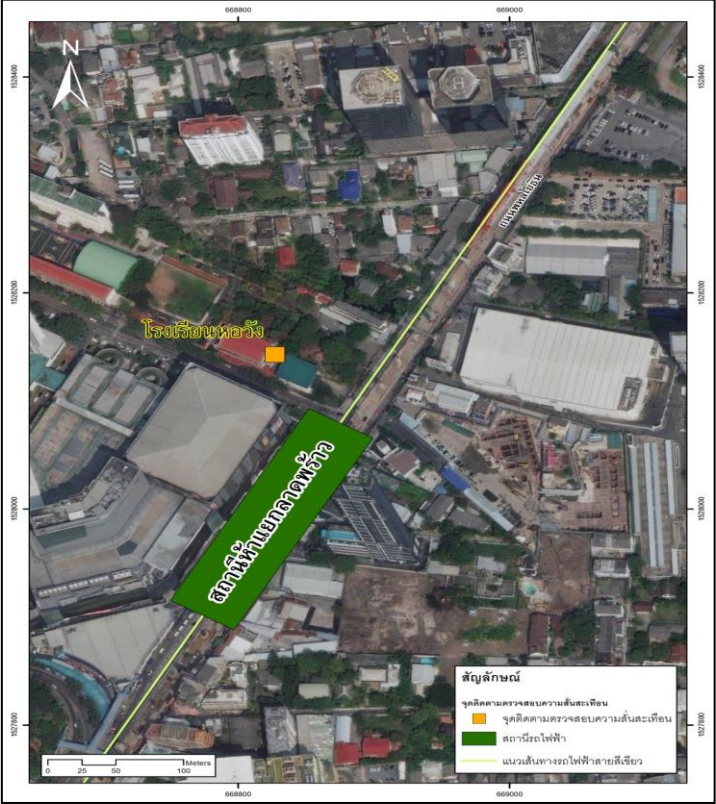 668800 669000
N
1528400 1528400
ถนนพหลโยธิน
1528200 1528200
โรงเรียนหอวัง
สถานีห้าแยกลาดพร้าว
1528000 1528000
สัญลักษณ์
จุดติดตามตรวจสอบความสั่นสะเทือน
จุดติดตามตรวจสอบความสั่นสะเทือน
สถานีรถไฟฟ้า
แนวเส้นทางรถไฟฟ้าสายสีเขียว
1527800 1527800
Meters
0 25 50 100
668800 669000